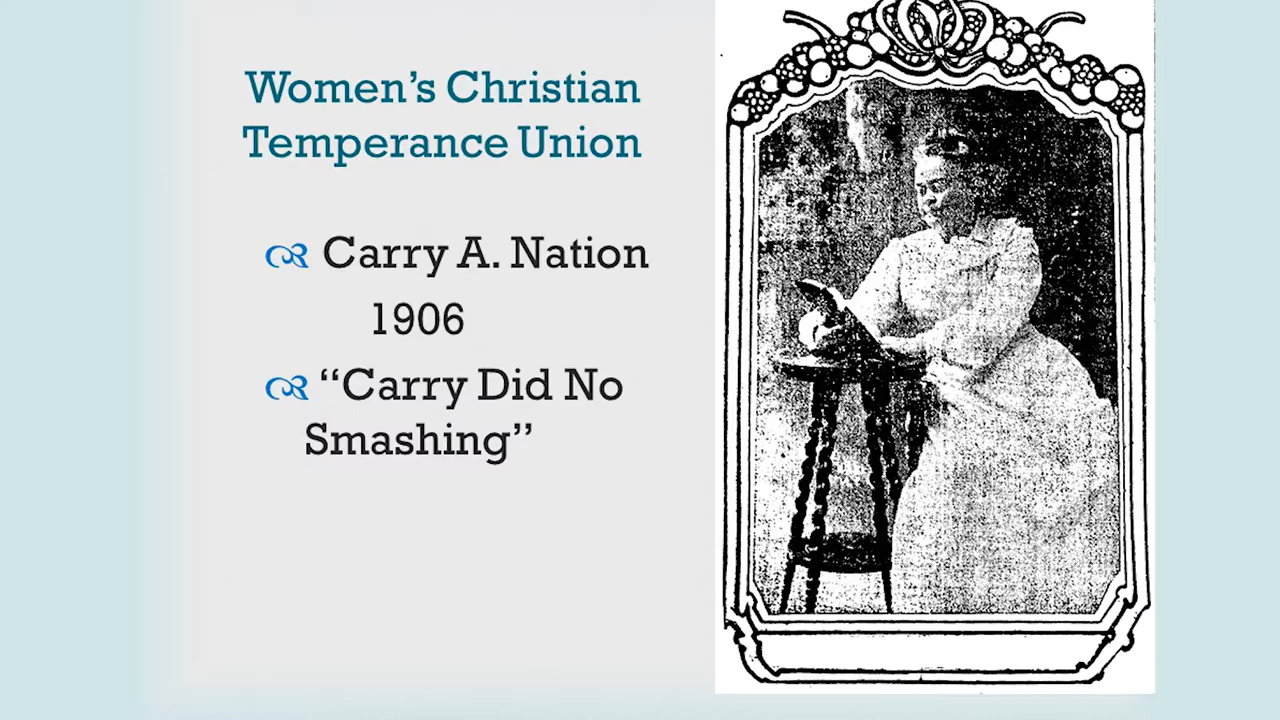 Women’s Christian
Temperance Union
Carry A. Nation
1906
“Carry Did No
Smashing”